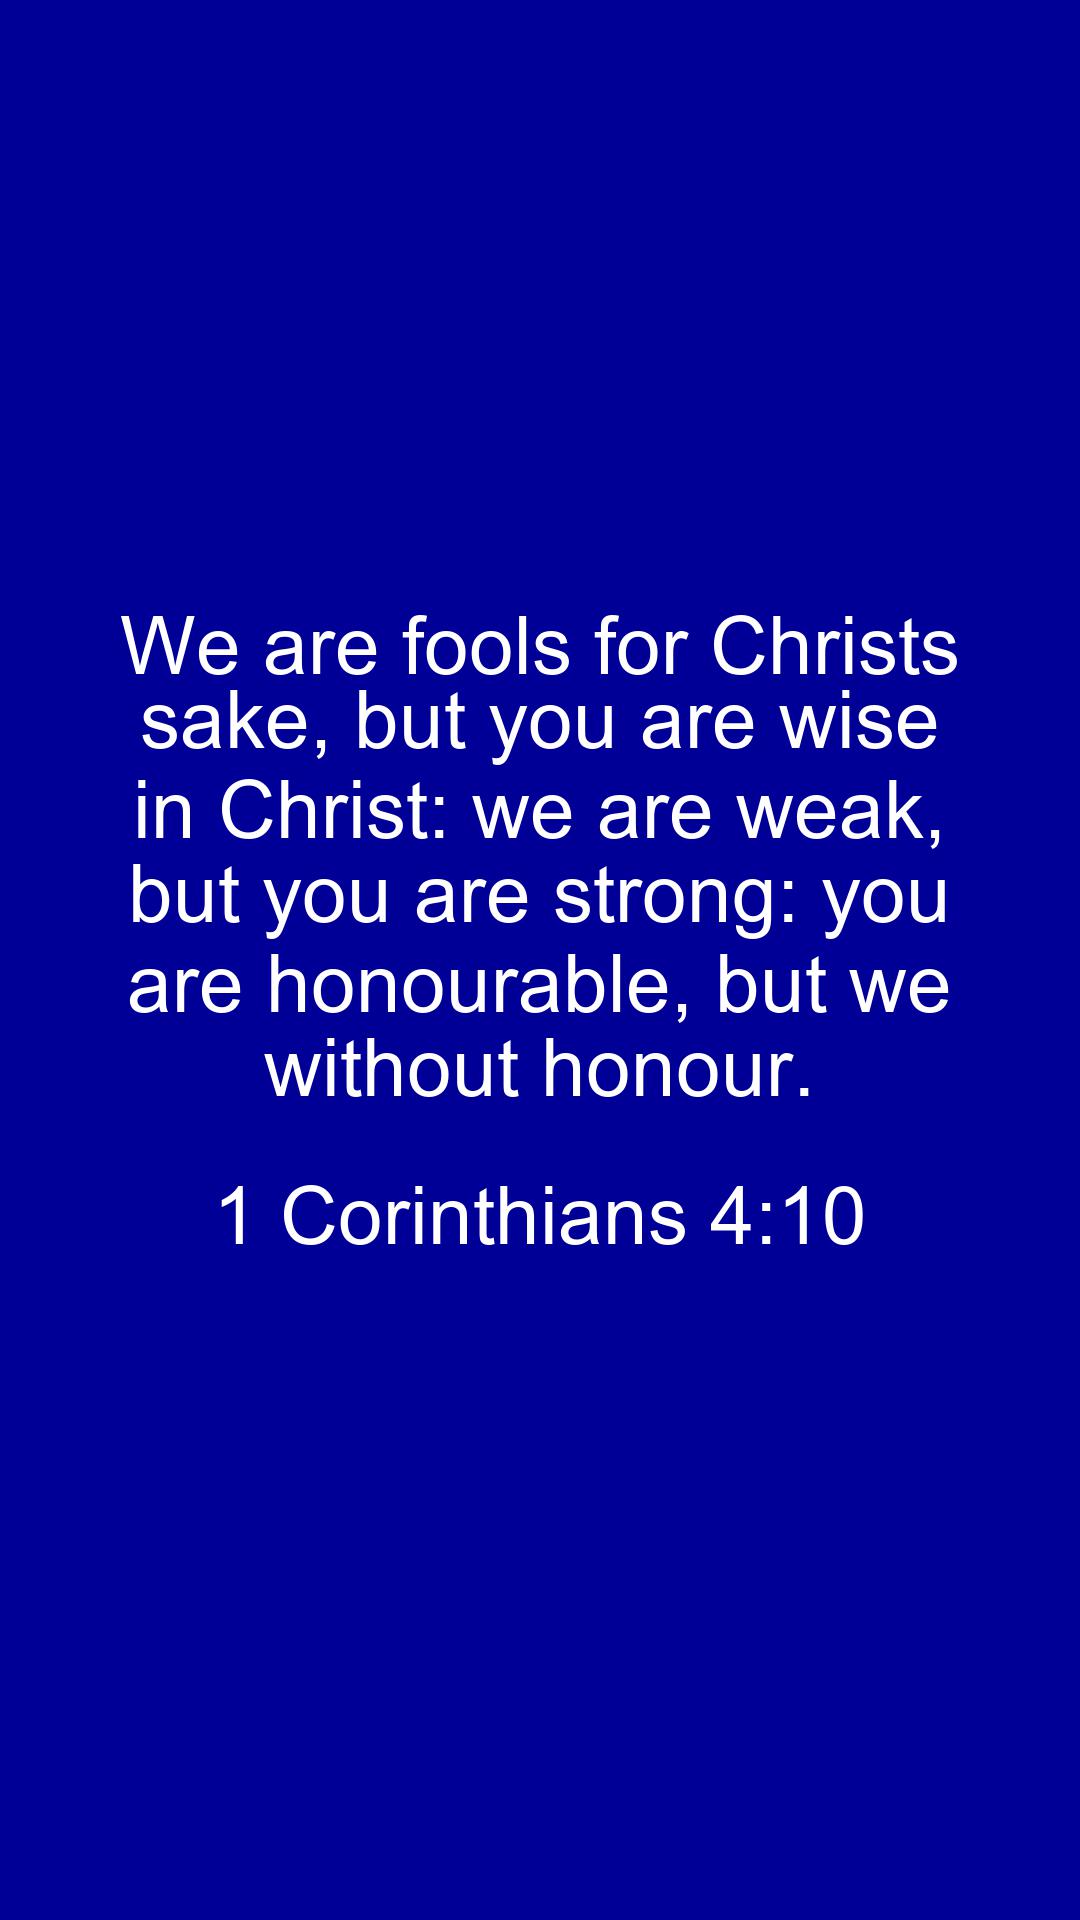 We are fools for Christs
sake, but you are wise
in Christ: we are weak,
but you are strong: you
are honourable, but we
without honour.
1 Corinthians 4:10